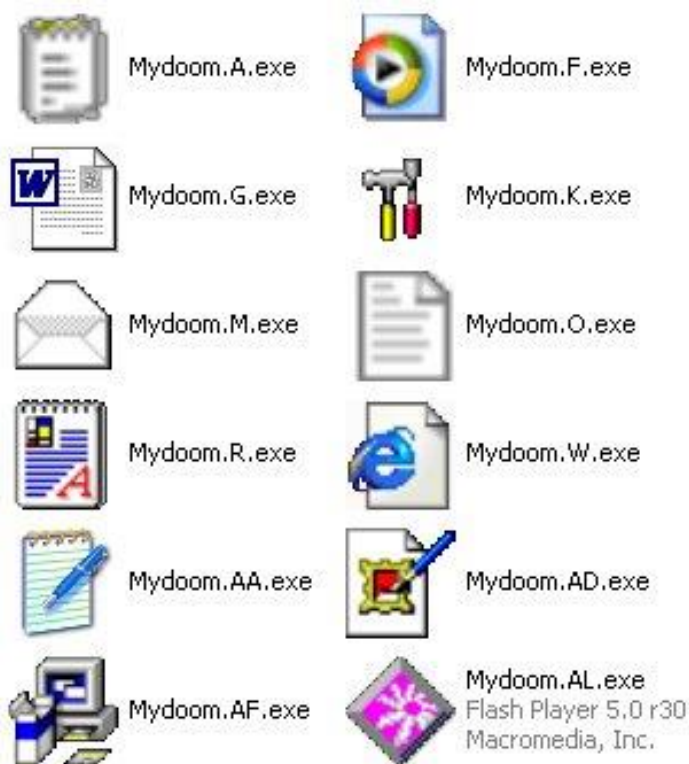 Mydoom.A.exe
Mydoom.F.exe
W
Mydoom.G.exe
Mydoom.K.exe
Mydoom.M.exe
Mydoom.O.exe
A
Mydoom.R.exe
e
Mydoom.W.exe
Mydoom.AA.exe
Mydoom.AD.exe
Mydoom.AF.exe
Mydoom.AL.exe
Flash Player 5.0 r30
Macromedia, Inc.